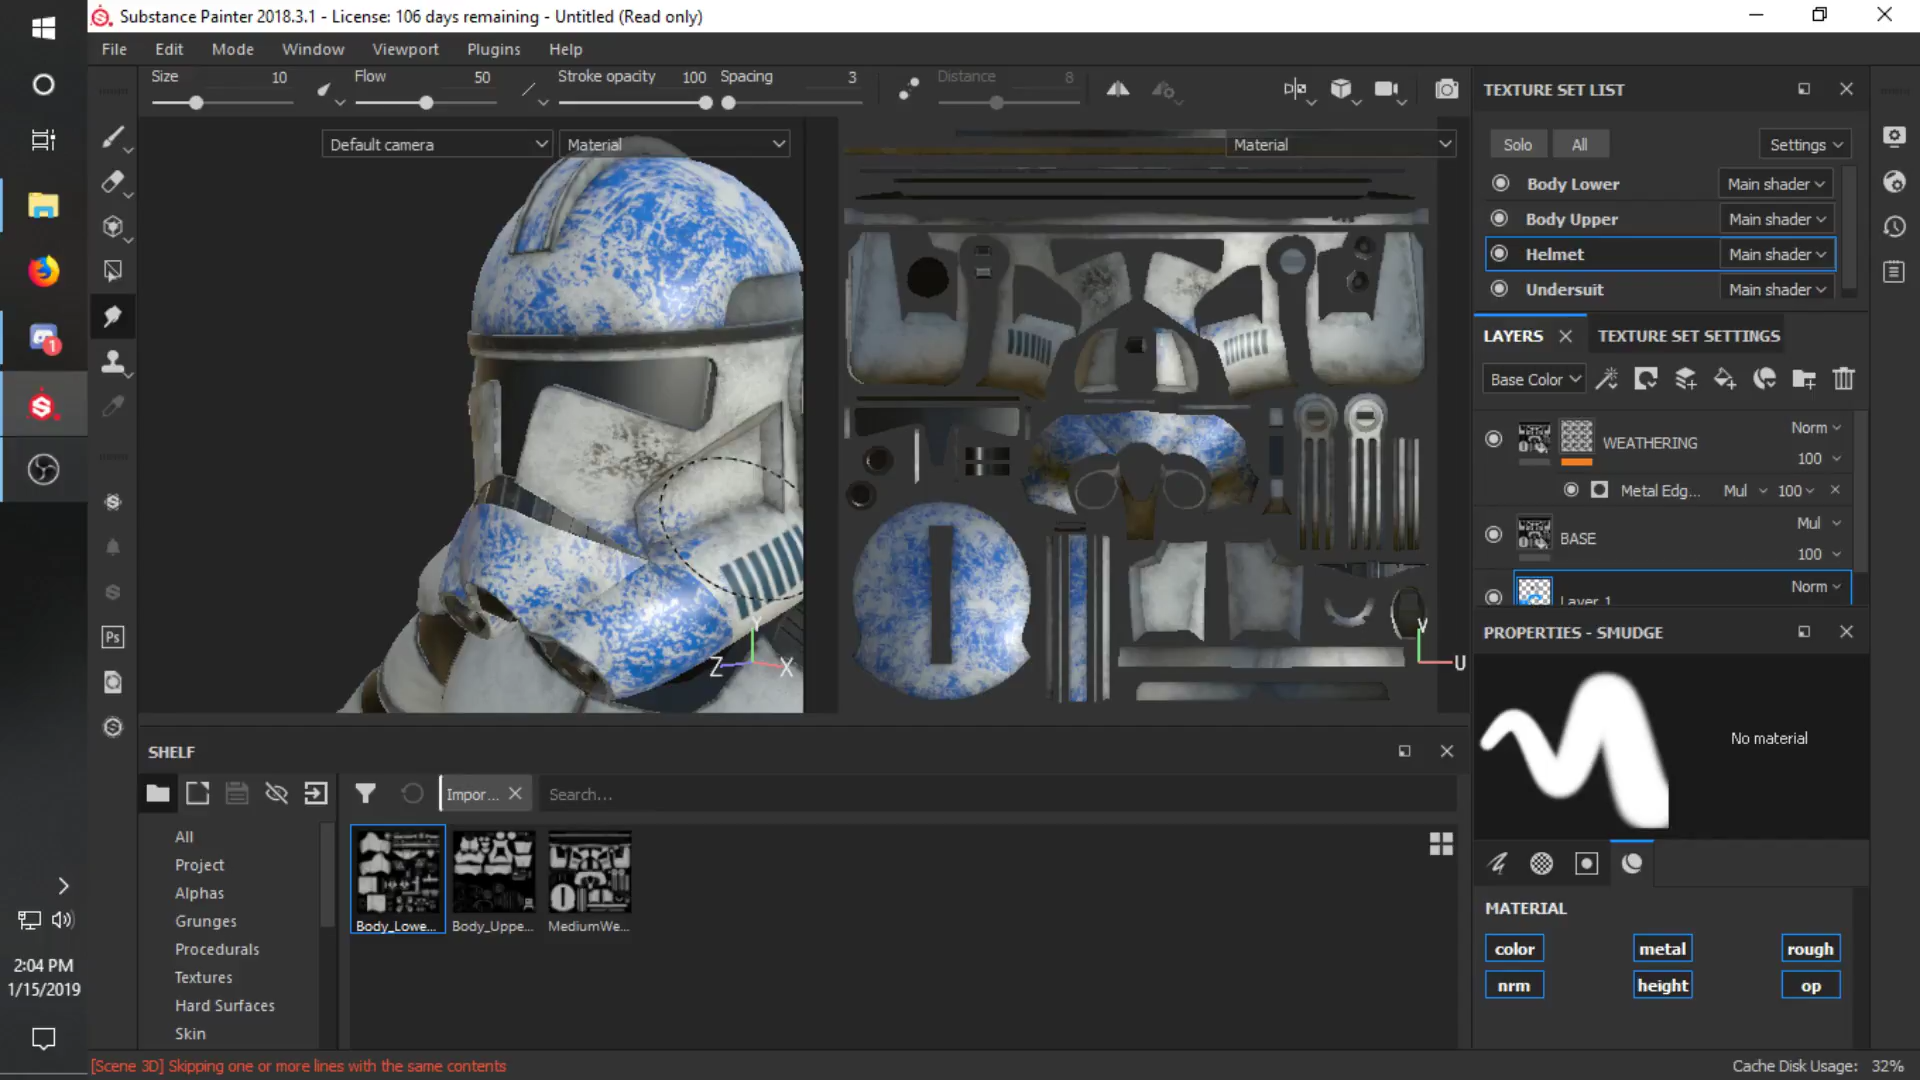 Substance Painter 2018.3.1 - License: 106 days remaining - Untitled (Read only)
File Edit Mode Window Viewport Plugins Help
Size 10 Flow 50 Stroke opacity 100 Spacing 3 Distance 8
Default camera Material Material
Y
Z X
V
U
TEXTURE SET LIST
Solo All Settings
Body Lower Main shader
Body Upper Main shader
Helmet Main shader
Undersuit Main shader
LAYERS TEXTURE SET SETTINGS
Base Color
WEATHERING Norm
100
Metal Edg... Mul 100
BASE Mul
100
Layer 1 Norm
PROPERTIES - SMUDGE
No material
MATERIAL
color metal rough
nrm height op
SHELF
Impor... Search...
All
Project
Alphas
Grunges
Procedurals
Textures
Hard Surfaces
Skin
Body_Lowe... Body_Uppe... MediumWe...
1
Ps
2:04 PM
1/15/2019
[Scene 3D] Skipping one or more lines with the same contents
Cache Disk Usage: 32%